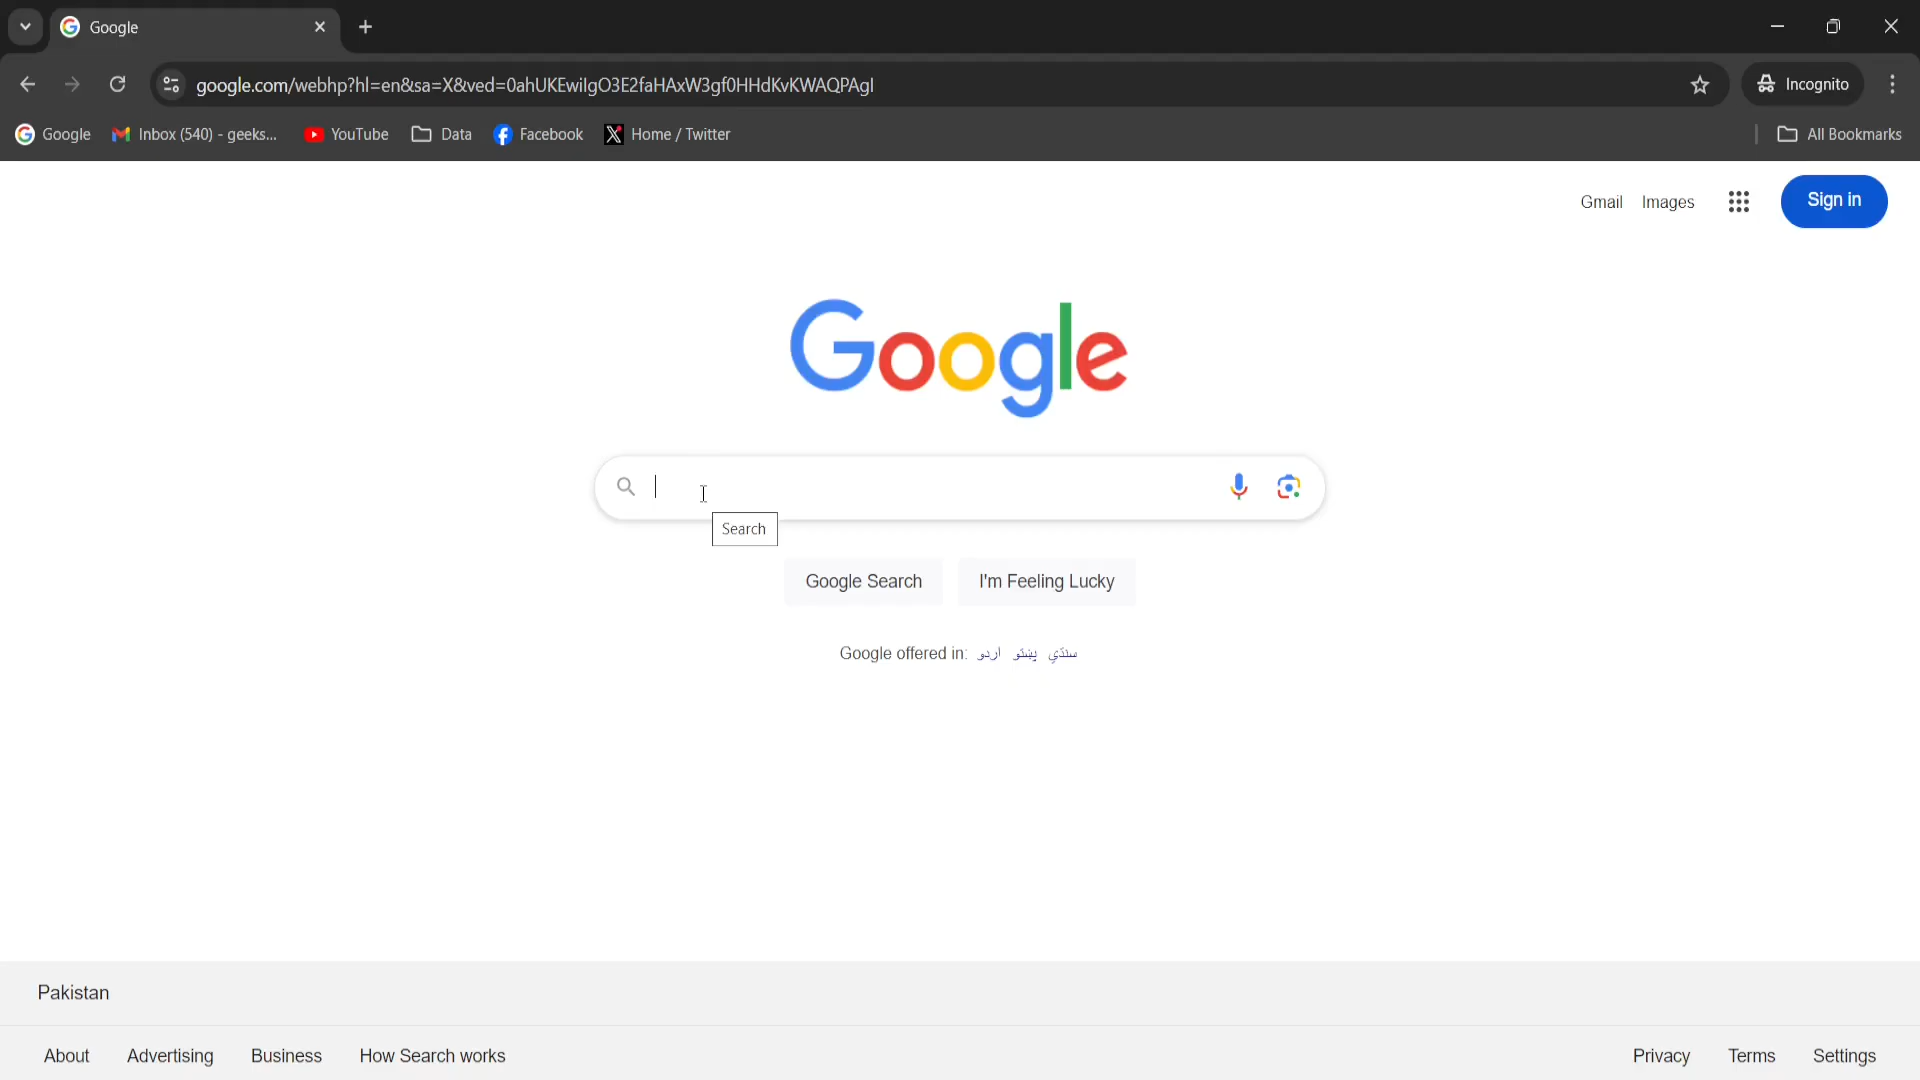 Google
google.com/webhp?hl=en&sa=X&ved=0ahUKEwilgO3E2faHAxW3gf0HHdKvKWAQPAgI
Incognito
Google Inbox (540) - geeks... YouTube Data Facebook Home / Twitter All Bookmarks
Gmail Images Sign in
Google
Search
Google Search I'm Feeling Lucky
Google offered in: اردو پښتو سنڌي
Pakistan
About Advertising Business How Search works Privacy Terms Settings